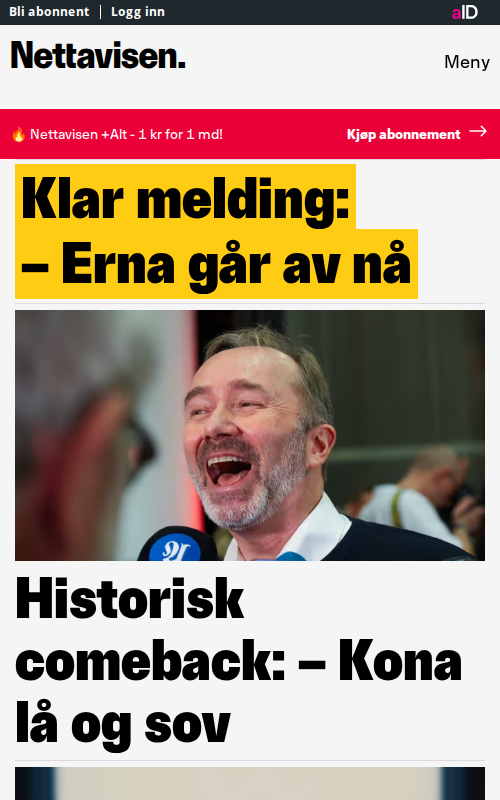 Bli abonnent | Logg inn
aID
Nettavisen.
Meny
🔥 Nettavisen +Alt - 1 kr for 1 md!
Kjøp abonnement →
Klar melding:
– Erna går av nå
Historisk
comeback: – Kona
lå og sov